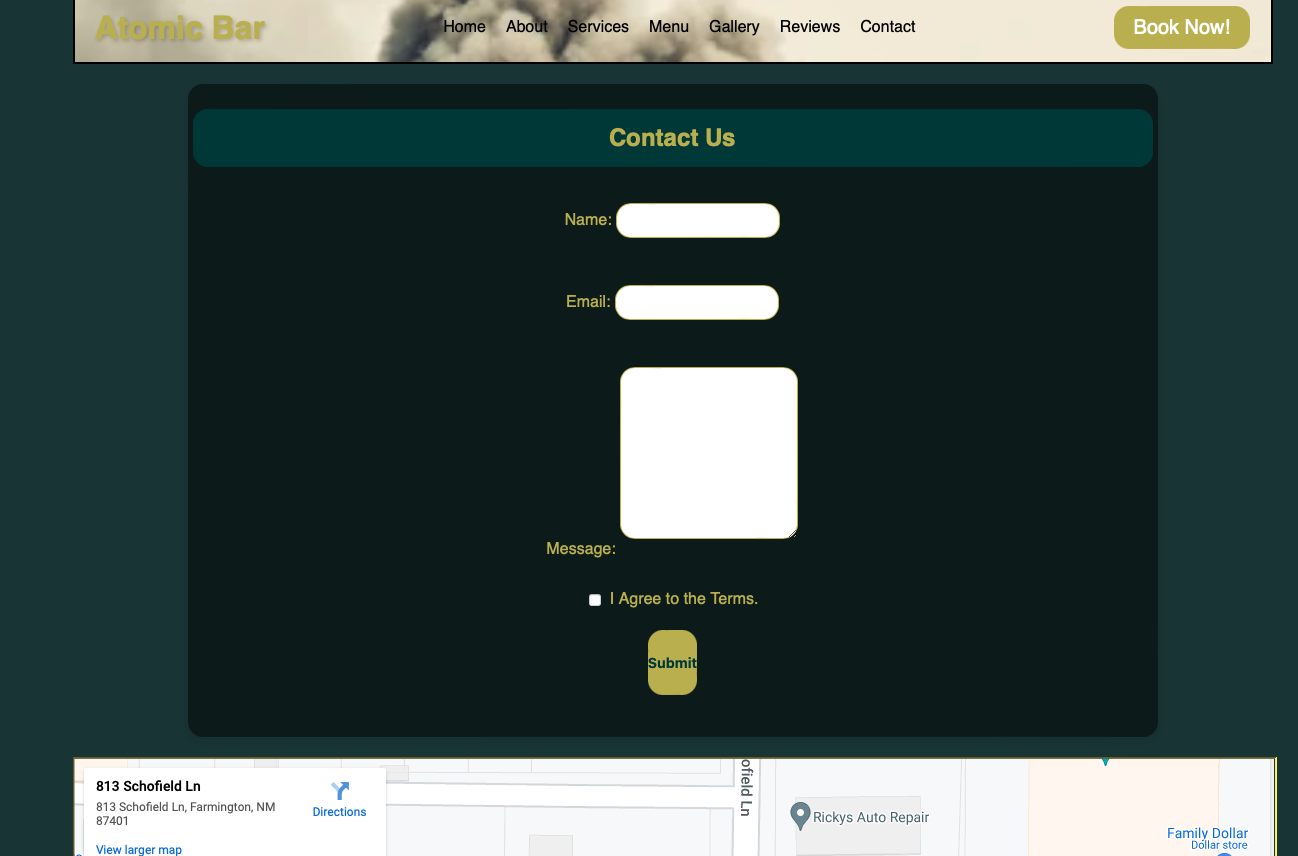 Atomic Bar
Home About Services Menu Gallery Reviews Contact
Book Now!
Contact Us
Name:
Email:
Message:
I Agree to the Terms.
Submit
813 Schofield Ln
813 Schofield Ln, Farmington, NM
87401
Directions
View larger map
ofield Ln
Rickys Auto Repair
Family Dollar
Dollar store